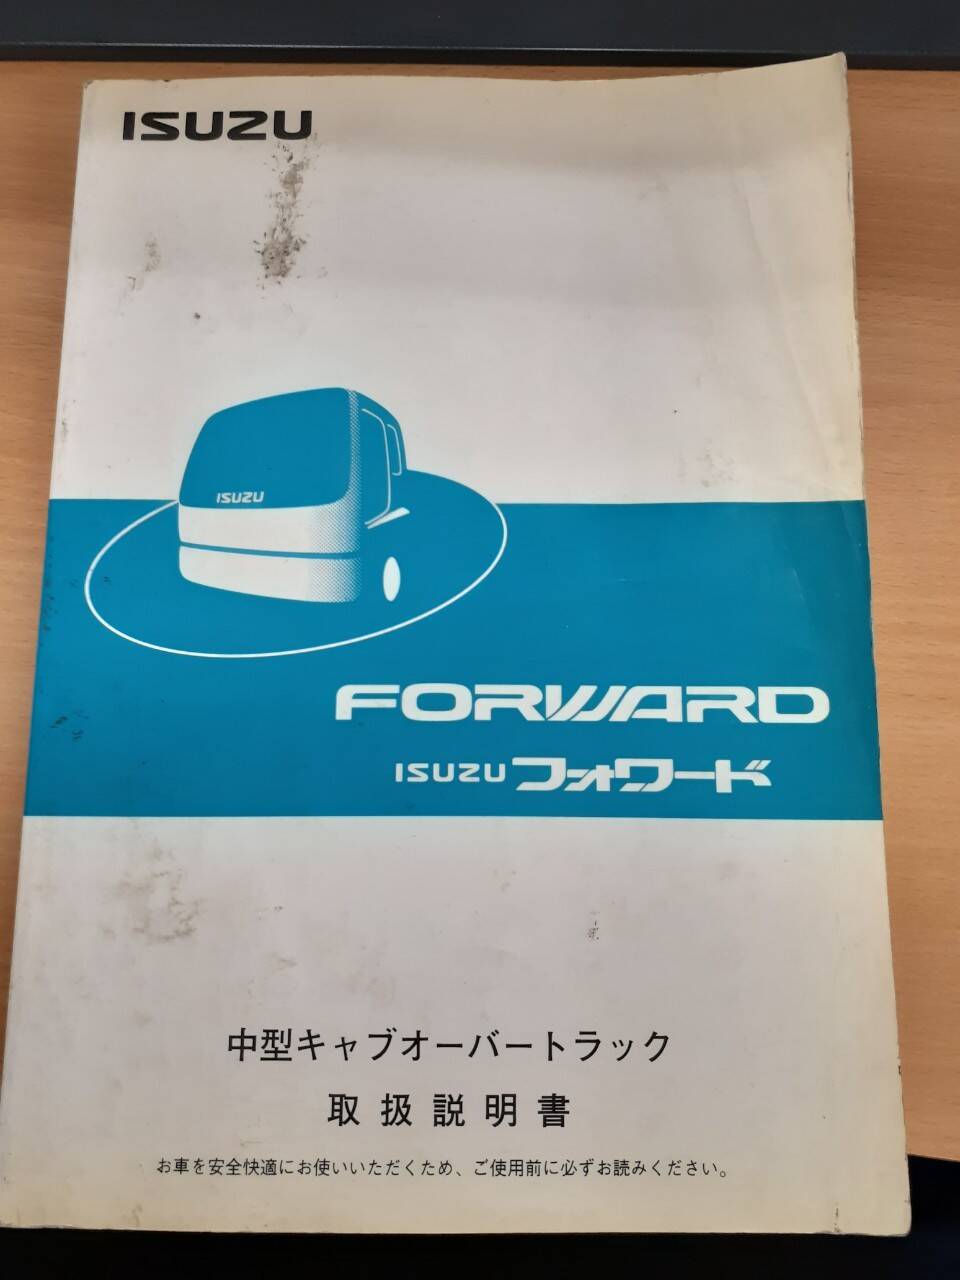 ISUZU
ISUZU
FORWARD
ISUZU フォワード
中型キャブオーバートラック
取扱説明書
お車を安全快適にお使いいただくため、ご使用前に必ずお読みください。